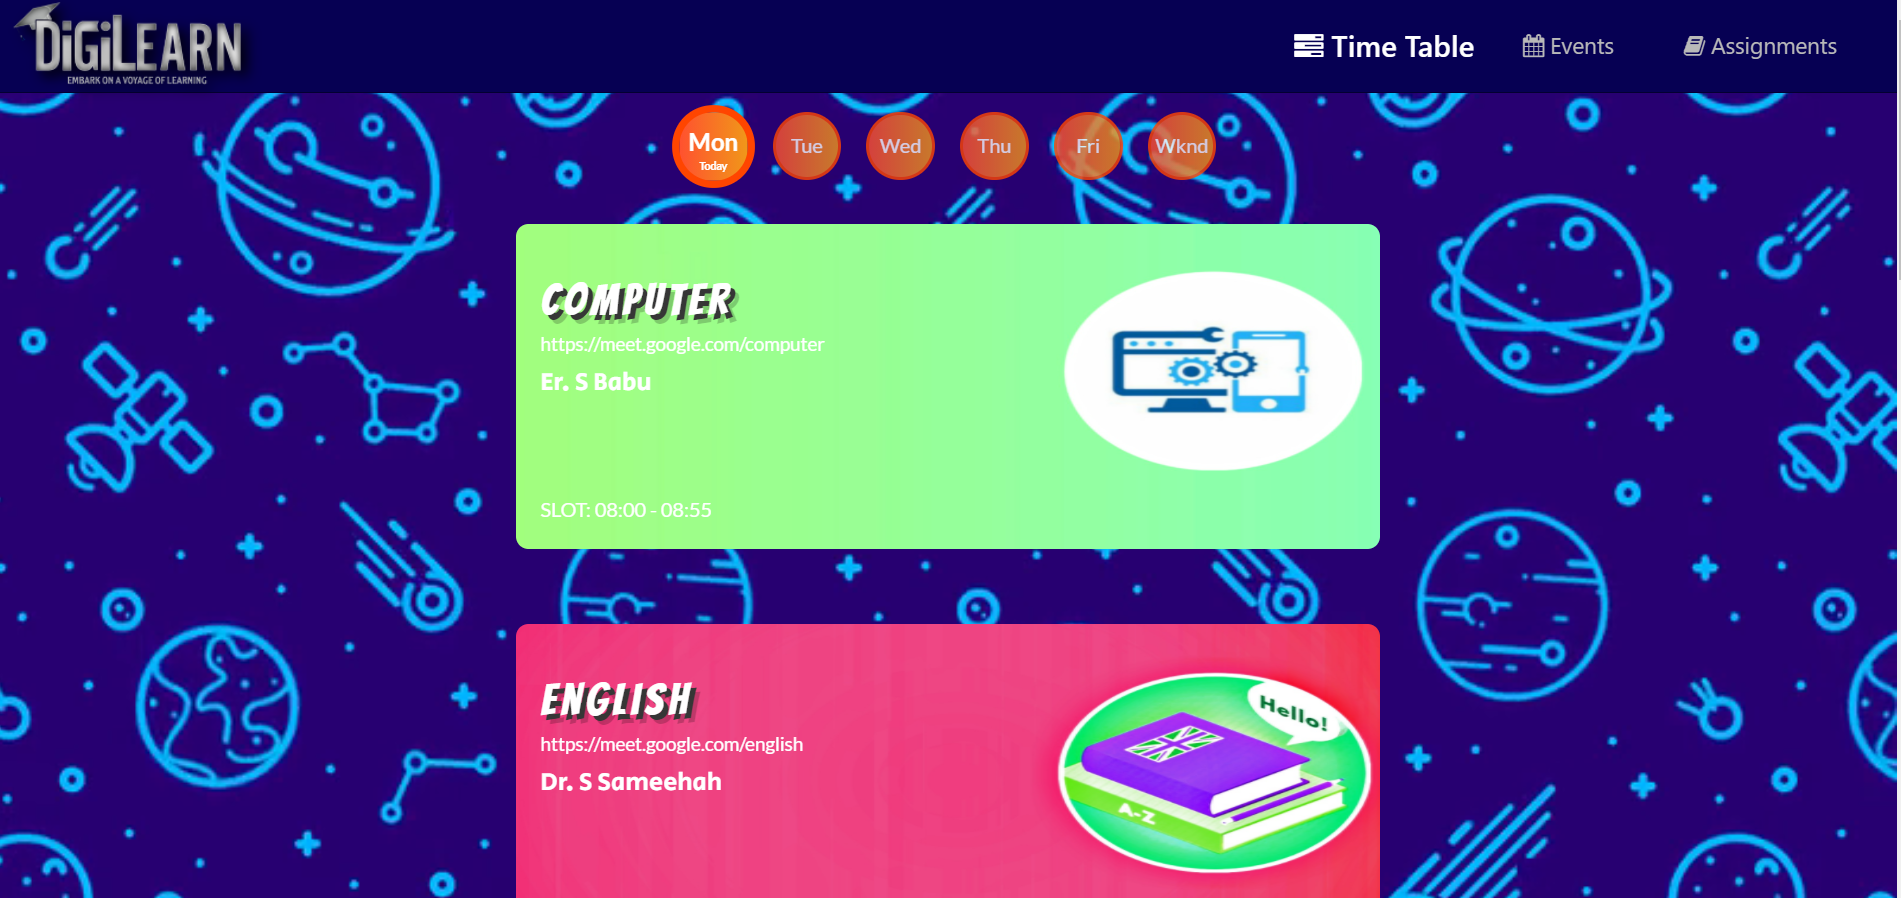 DiGiLEARN
EMBARK ON A VOYAGE OF LEARNING
Time Table
Events
Assignments
Mon
Today
Tue
Wed
Thu
Fri
Wknd
COMPUTER
https://meet.google.com/computer
Er. S Babu
SLOT: 08:00 - 08:55
ENGLISH
https://meet.google.com/english
Dr. S Sameehah
Hello!
A-Z